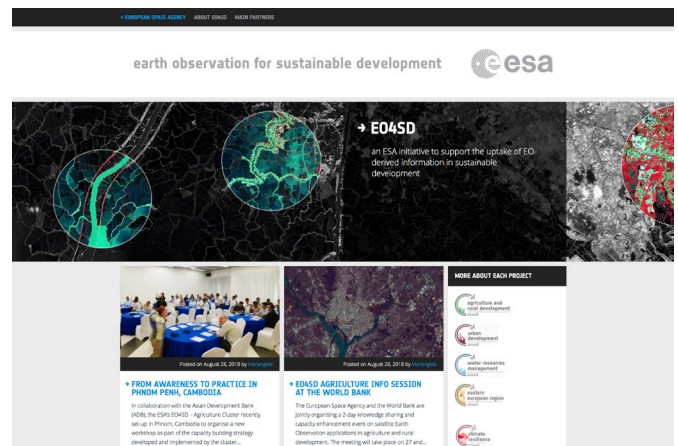 → EUROPEAN SPACE AGENCY ABOUT EO4SD MAIN PARTNERS
earth observation for sustainable development
esa
→ EO4SD
an ESA initiative to support the uptake of EO-
derived information in sustainable
development
Posted on August 28, 2018 by Mariangela
→ FROM AWARENESS TO PRACTICE IN
PHNOM PENH, CAMBODIA
In collaboration with the Asian Development Bank
(ADB), the ESA's EO4SD - Agriculture Cluster recently
set-up in Phnom, Cambodia to organise a new
workshop as part of the capacity building strategy
developed and implemented by the cluster...
Posted on August 28, 2018 by Mariangela
→ EO4SD AGRICULTURE INFO SESSION
AT THE WORLD BANK
The European Space Agency and the World Bank are
jointly organising a 2 day knowledge sharing and
capacity enhancement event on satellite Earth
Observation applications in agriculture and rural
development. The meeting will take place on 27 and...
MORE ABOUT EACH PROJECT
agriculture and
rural development
eo4sd
urban
development
eo4sd
water resources
management
eo4sd
eastern
european region
eo4sd
climate
resilience